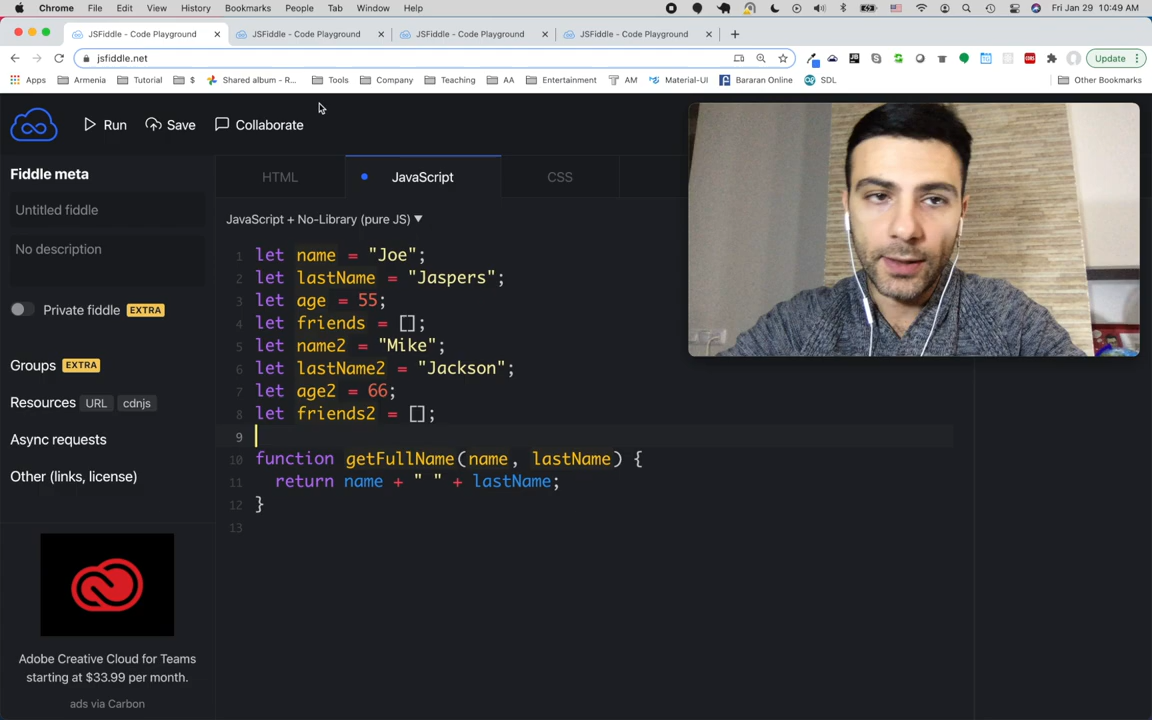 Chrome File Edit View History Bookmarks People Tab Window Help Fri Jan 29 10:49 AM
JSFiddle - Code Playground JSFiddle - Code Playground JSFiddle - Code Playground JSFiddle - Code Playground
jsfiddle.net Update
Apps Armenia Tutorial $ Shared album - R... Tools Company Teaching AA Entertainment AM Material-UI Bararan Online SDL Other Bookmarks
Run Save Collaborate
Fiddle meta
Untitled fiddle
No description
Private fiddle EXTRA
Groups EXTRA
Resources URL cdnjs
Async requests
Other (links, license)
Adobe Creative Cloud for Teams
starting at $33.99 per month.
ads via Carbon
HTML JavaScript CSS
JavaScript + No-Library (pure JS) ▼
1 let name = "Joe";
2 let lastName = "Jaspers";
3 let age = 55;
4 let friends = [];
5 let name2 = "Mike";
6 let lastName2 = "Jackson";
7 let age2 = 66;
8 let friends2 = [];
9
10 function getFullName(name, lastName) {
11 return name + " " + lastName;
12 }
13